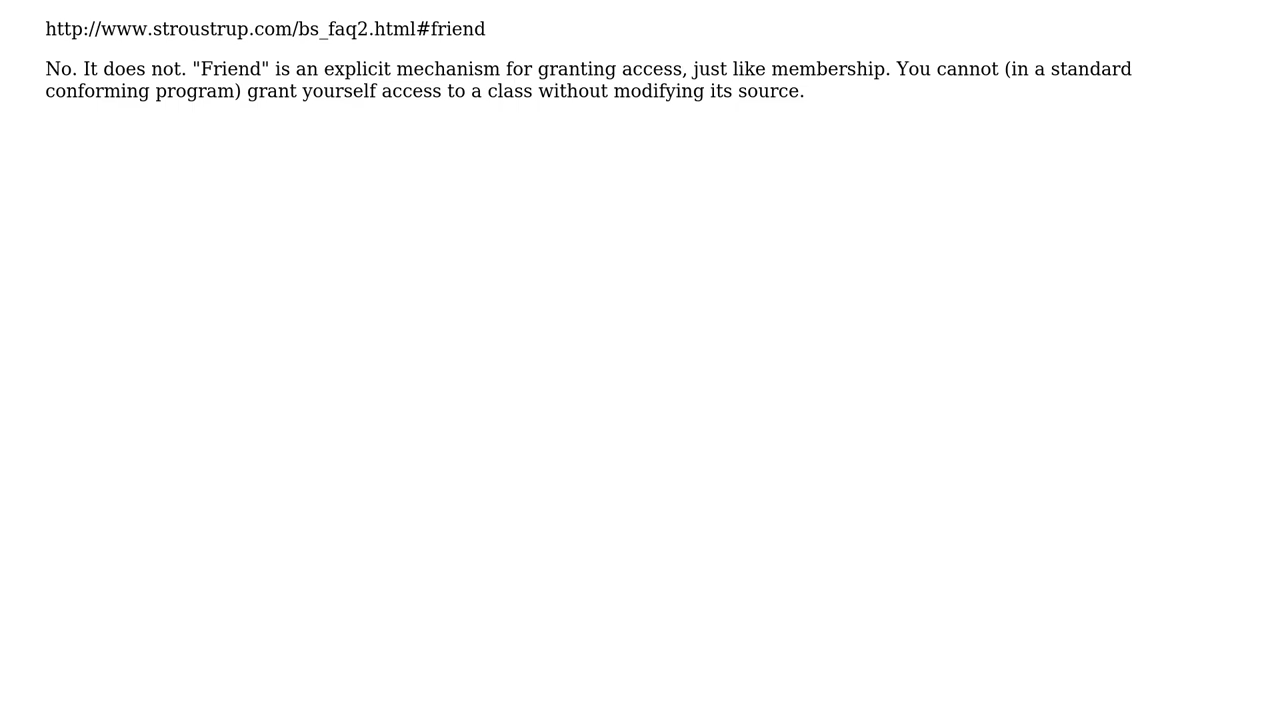 http://www.stroustrup.com/bs_faq2.html#friend
No. It does not. "Friend" is an explicit mechanism for granting access, just like membership. You cannot (in a standard
conforming program) grant yourself access to a class without modifying its source.